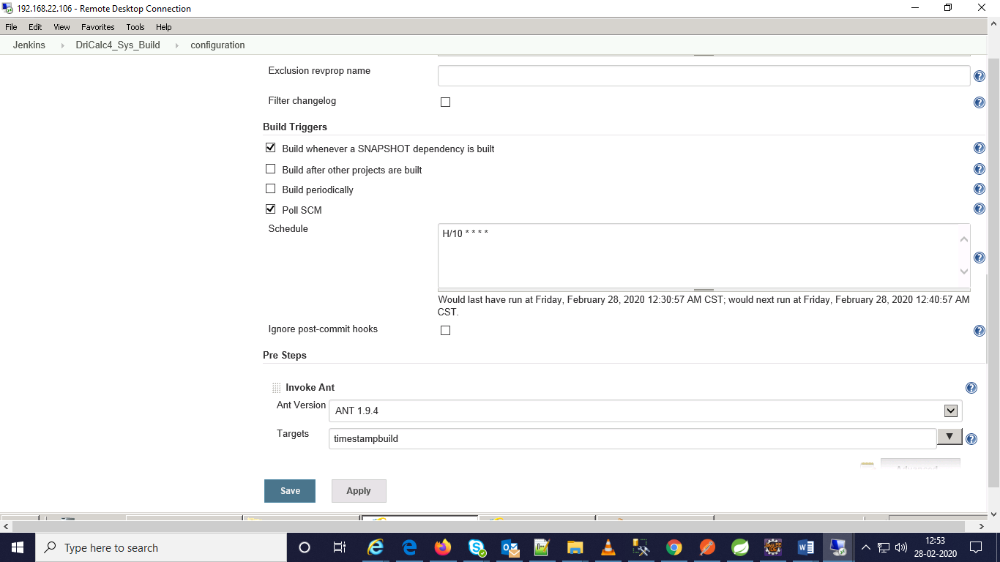 192.168.22.106 - Remote Desktop Connection
File Edit View Favorites Tools Help
Jenkins DriCalc4_Sys_Build configuration
Exclusion revprop name
Filter changelog
Build Triggers
Build whenever a SNAPSHOT dependency is built
Build after other projects are built
Build periodically
Poll SCM
Schedule
H/10 * * * *
Would last have run at Friday, February 28, 2020 12:30:57 AM CST; would next run at Friday, February 28, 2020 12:40:57 AM
CST.
Ignore post-commit hooks
Pre Steps
Invoke Ant
Ant Version
ANT 1.9.4
Targets
timestampbuild
Advanced
Save Apply
Type here to search
12:53
28-02-2020